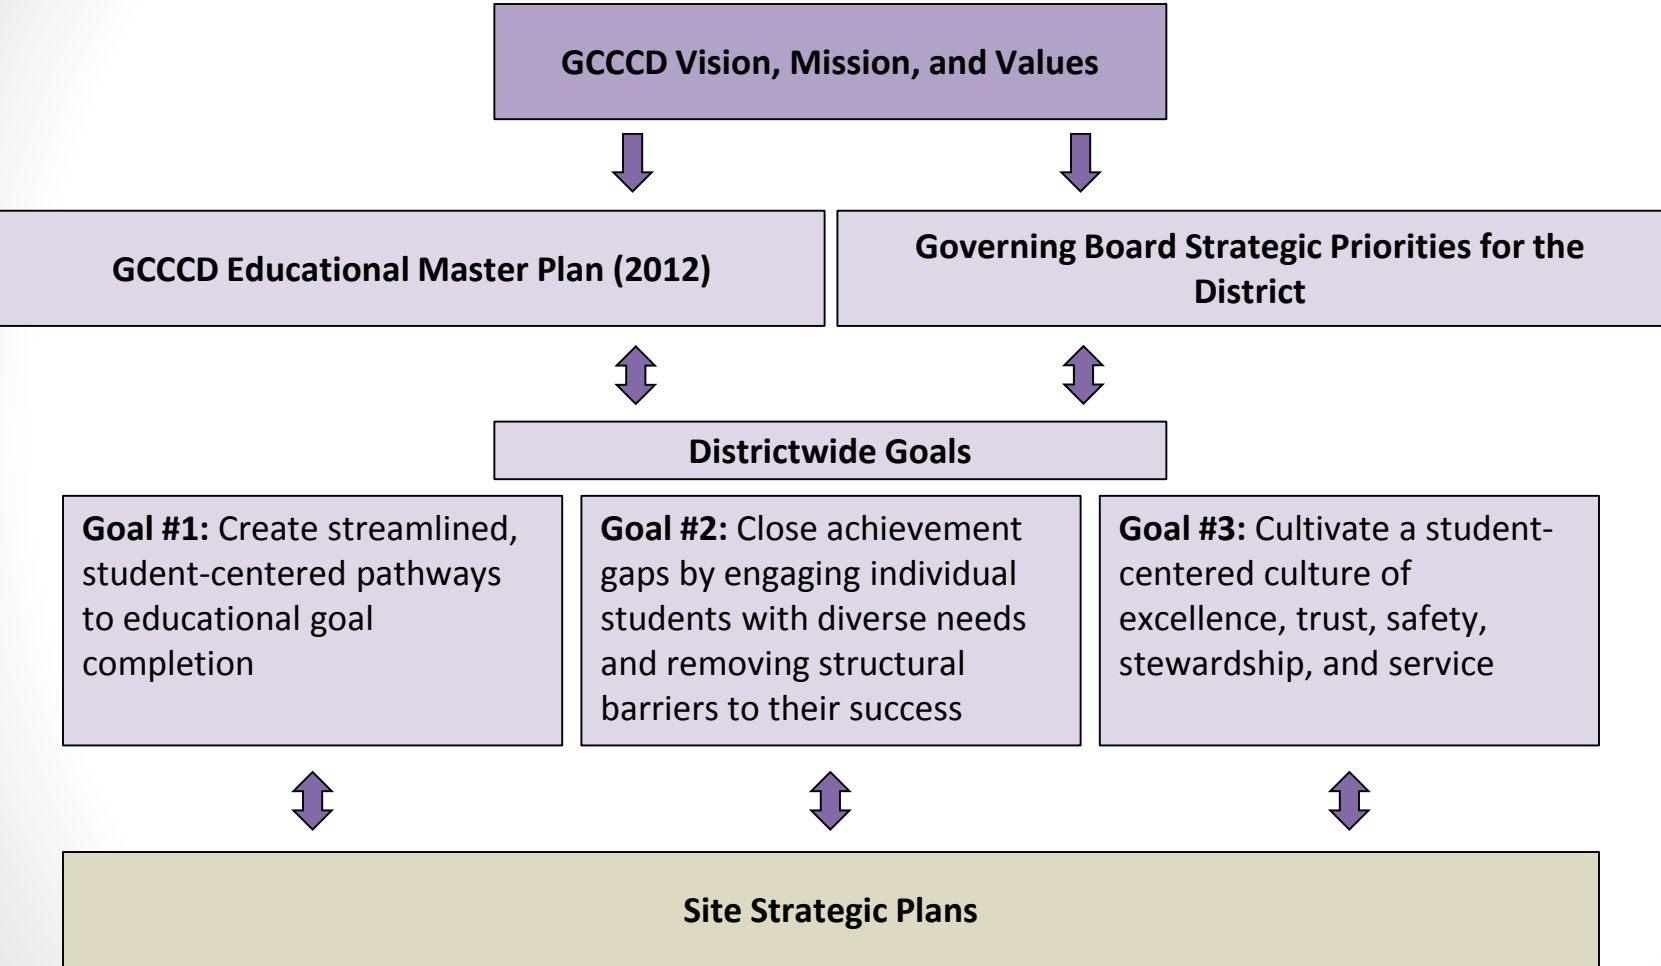 GCCCD Vision, Mission, and Values
GCCCD Educational Master Plan (2012)
Governing Board Strategic Priorities for the
District
Districtwide Goals
Goal #1: Create streamlined,
student-centered pathways
to educational goal
completion
Goal #2: Close achievement
gaps by engaging individual
students with diverse needs
and removing structural
barriers to their success
Goal #3: Cultivate a student-
centered culture of
excellence, trust, safety,
stewardship, and service
Site Strategic Plans